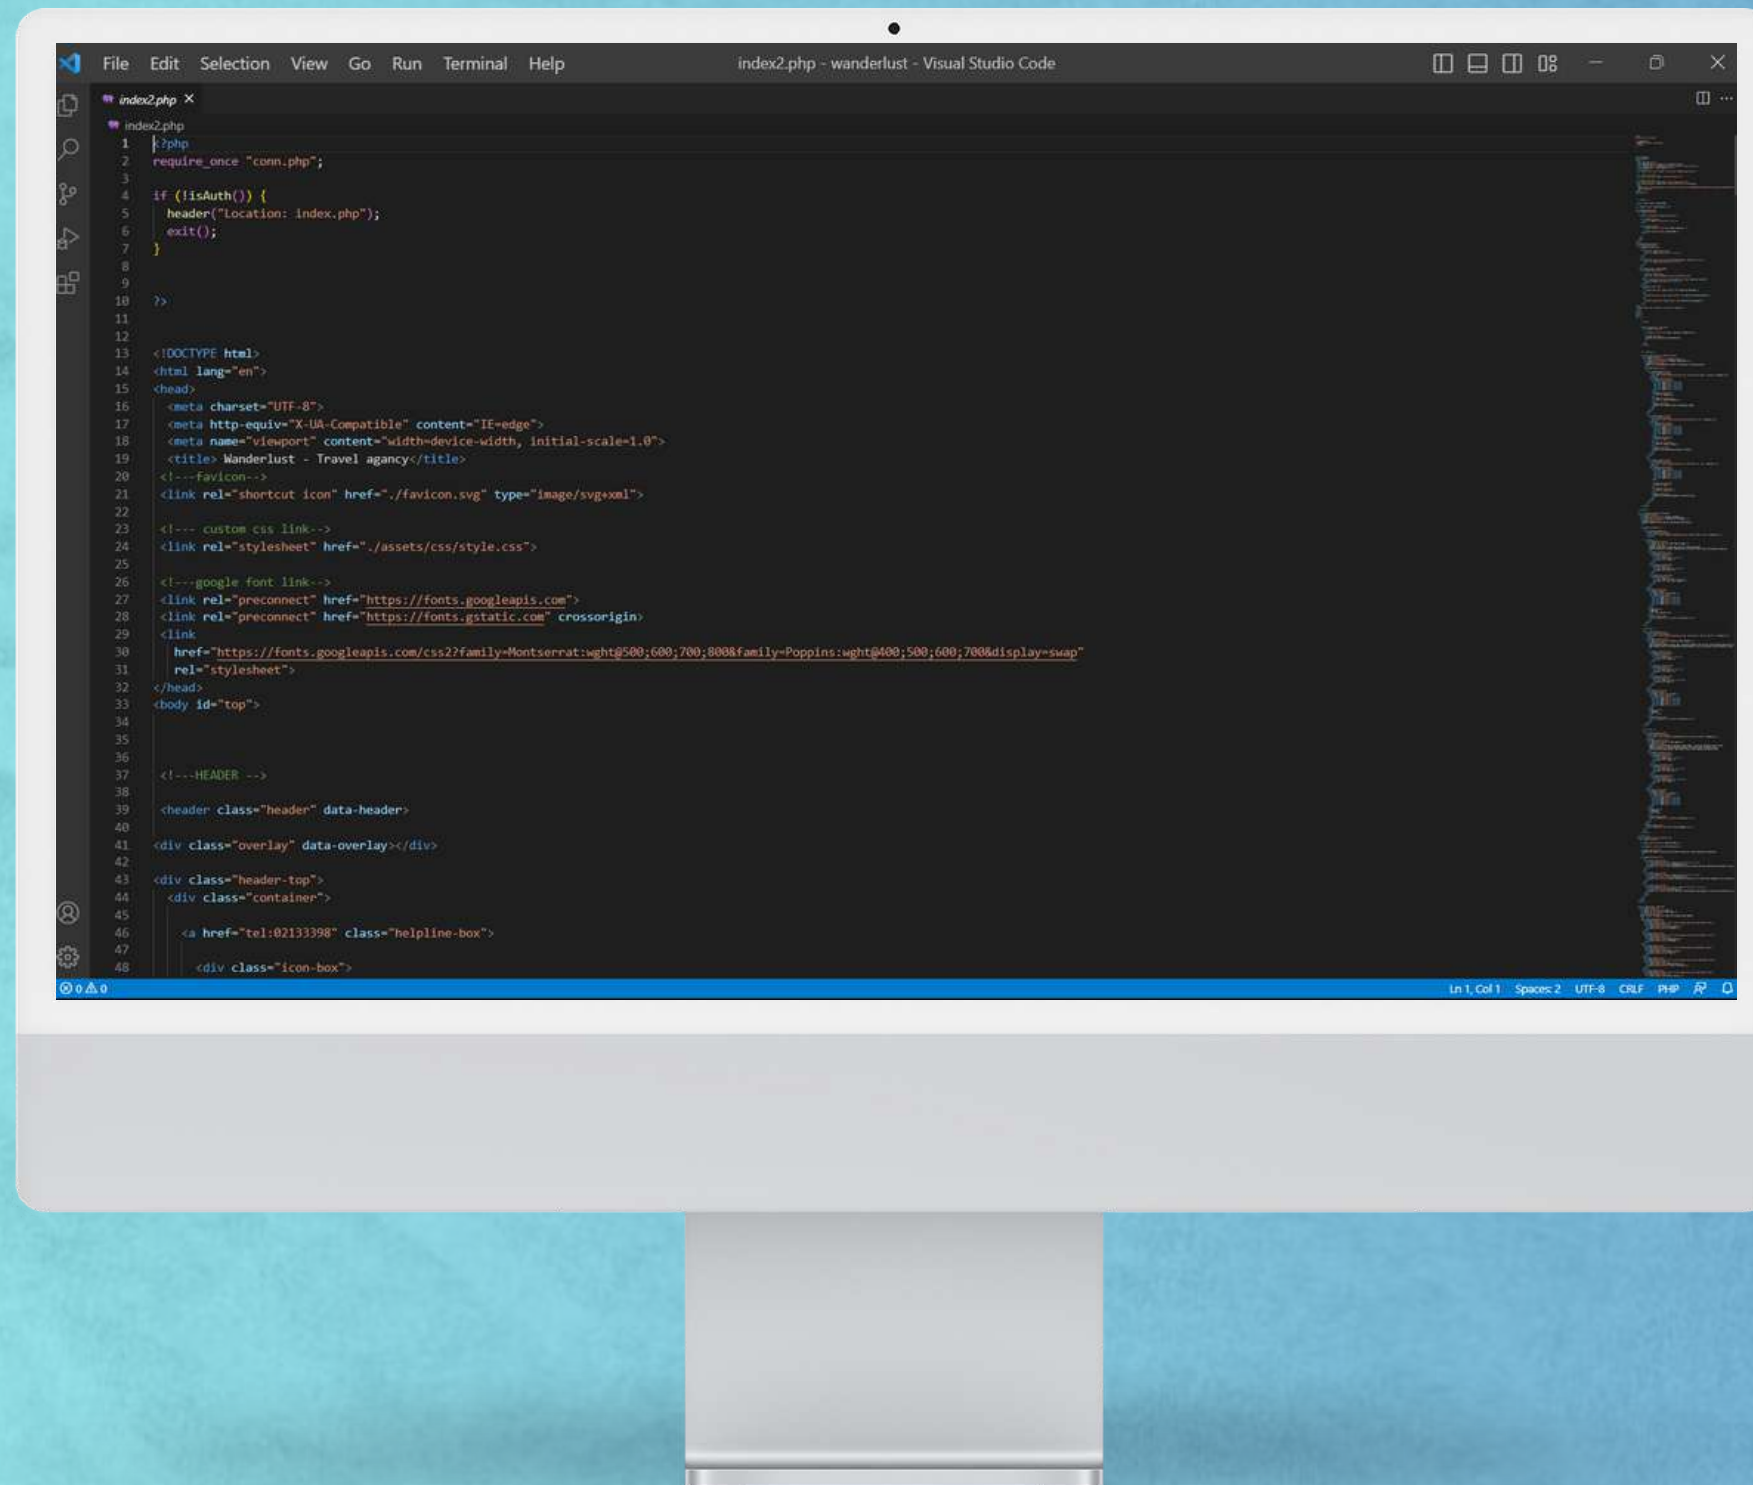 File Edit Selection View Go Run Terminal Help index2.php - wanderlust - Visual Studio Code
index2.php
index2.php
1 <?php
2 require_once "conn.php";
3
4 if (!isAuth()) {
5 header("Location: index.php");
6 exit();
7 }
8
9
10 ?>
11
12
13 <!DOCTYPE html>
14 <html lang="en">
15 <head>
16 <meta charset="UTF-8">
17 <meta http-equiv="X-UA-Compatible" content="IE=edge">
18 <meta name="viewport" content="width=device-width, initial-scale=1.0">
19 <title> Wanderlust - Travel agancy</title>
20 <!---favicon-->
21 <link rel="shortcut icon" href="./favicon.svg" type="image/svg+xml">
22
23 <!--- custom css link-->
24 <link rel="stylesheet" href="./assets/css/style.css">
25
26 <!---google font link-->
27 <link rel="preconnect" href="https://fonts.googleapis.com">
28 <link rel="preconnect" href="https://fonts.gstatic.com" crossorigin>
29 <link
30 href="https://fonts.googleapis.com/css2?family=Montserrat:wght@500;600;700;800&family=Poppins:wght@400;500;600;700&display=swap"
31 rel="stylesheet">
32 </head>
33 <body id="top">
34
35
36
37 <!---HEADER -->
38
39 <header class="header" data-header>
40
41 <div class="overlay" data-overlay></div>
42
43 <div class="header-top">
44 <div class="container">
45
46 <a href="tel:02133398" class="helpline-box">
47
48 <div class="icon-box">
0 0 Ln 1, Col 1 Spaces: 2 UTF-8 CRLF PHP